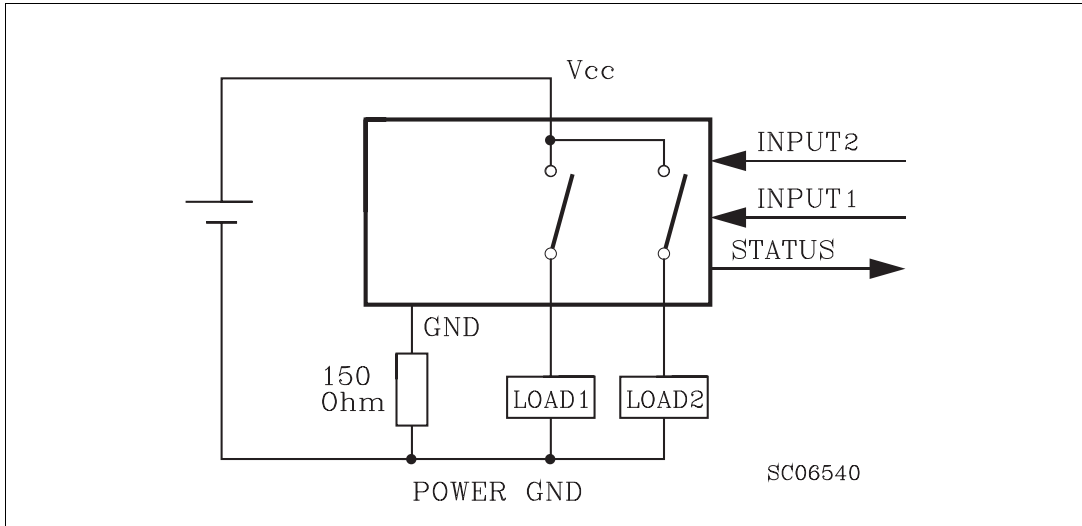 Vcc
INPUT2
INPUT1
STATUS
GND
150
Ohm
LOAD1
LOAD2
POWER GND
SC06540